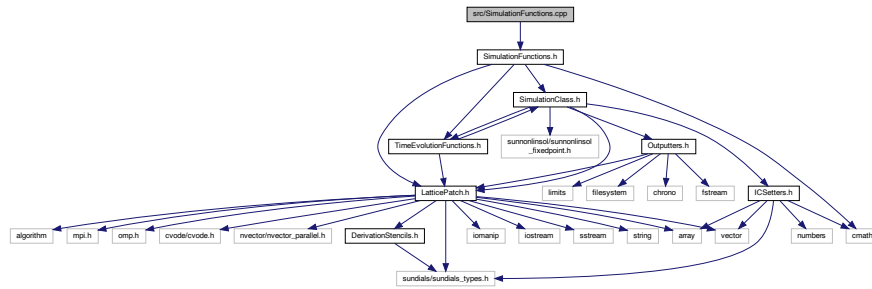 src/SimulationFunctions.cpp
SimulationFunctions.h
SimulationClass.h
TimeEvolutionFunctions.h
sunnonlinsol/sunnonlinsol
_fixedpoint.h
Outputters.h
LatticePatch.h
limits
filesystem
chrono
fstream
ICSetters.h
algorithm
mpi.h
omp.h
cvode/cvode.h
nvector/nvector_parallel.h
DerivationStencils.h
iomanip
iostream
sstream
string
array
vector
numbers
cmath
sundials/sundials_types.h